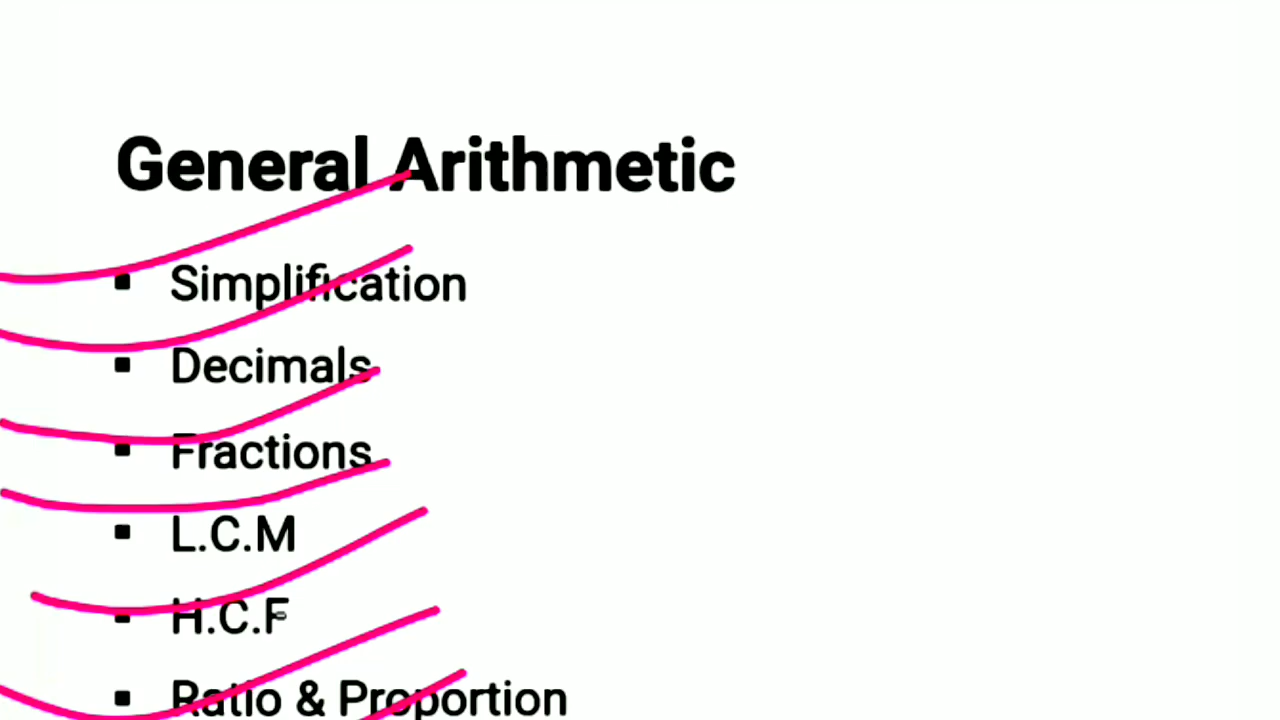 General Arithmetic
▪ Simplification
▪ Decimals
▪ Fractions
▪ L.C.M
▪ H.C.F
▪ Ratio & Proportion